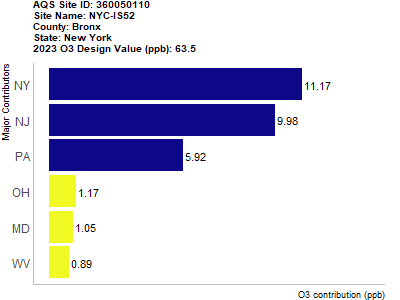 AQS Site ID: 360050110
Site Name: NYC-IS52
County: Bronx
State: New York
2023 O3 Design Value (ppb): 63.5
Major Contributors
NY 11.17
NJ 9.98
PA 5.92
OH 1.17
MD 1.05
WV 0.89
O3 contribution (ppb)